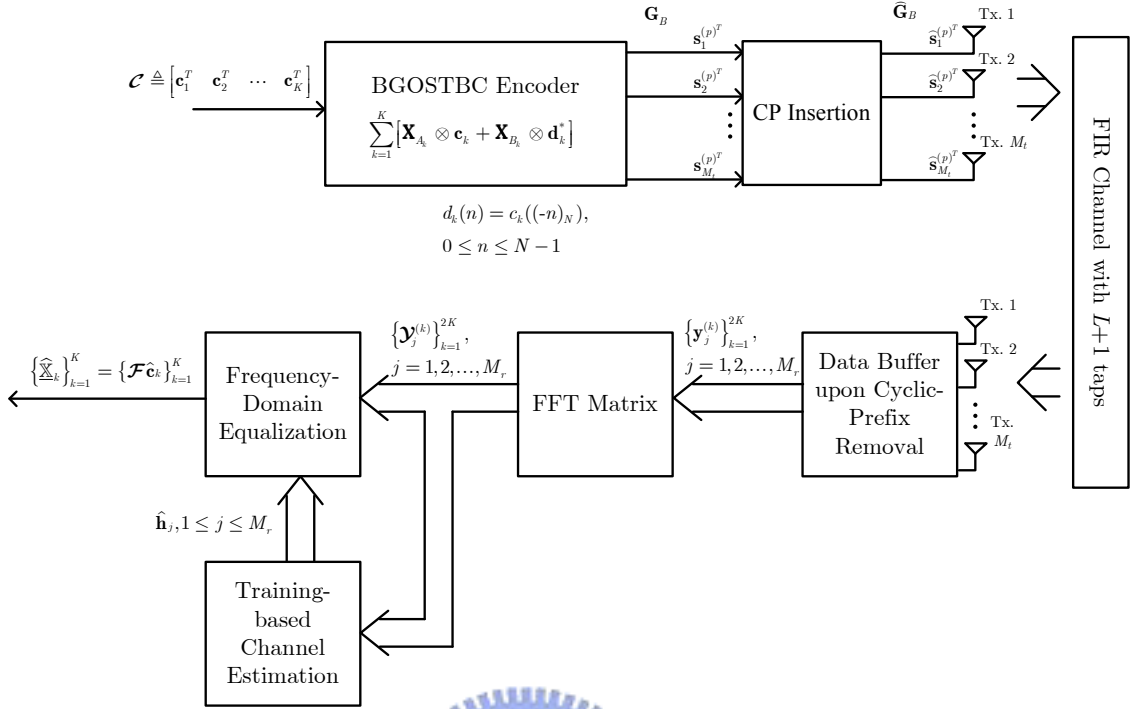 𝓒 ≜ [𝐜₁ᵀ 𝐜₂ᵀ ⋯ 𝐜_Kᵀ]
BGOSTBC Encoder
∑_{k=1}^{K} [𝐗_{A_k} ⊗ 𝐜_k + 𝐗_{B_k} ⊗ 𝐝_k^*]
d_k(n) = c_k((-n)_N),
0 ≤ n ≤ N − 1
𝐆_B
𝐬_1^{(p)^T}
𝐬_2^{(p)^T}
⋮
𝐬_{M_t}^{(p)^T}
CP Insertion
𝐆̂_B
𝐬̂_1^{(p)^T}
𝐬̂_2^{(p)^T}
⋮
𝐬̂_{M_t}^{(p)^T}
Tx. 1
Tx. 2
⋮
Tx. M_t
FIR Channel with L+1 taps
Tx. 1
Tx. 2
⋮
Tx.
M_t
Data Buffer
upon Cyclic-
Prefix
Removal
{𝐲_j^{(k)}}_{k=1}^{2K},
j = 1,2,...,M_r
FFT Matrix
{𝓨_j^{(k)}}_{k=1}^{2K},
j = 1,2,...,M_r
Frequency-
Domain
Equalization
{𝕏̲̂_k}_{k=1}^{K} = {𝓕𝐜̂_k}_{k=1}^{K}
𝐡̂_j, 1 ≤ j ≤ M_r
Training-
based
Channel
Estimation